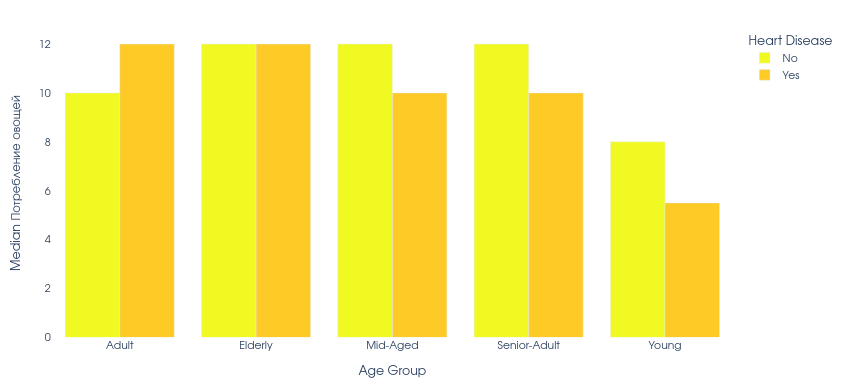 Heart Disease
No
Yes
Median Потребление овощей
12
10
8
6
4
2
0
Adult
Elderly
Mid-Aged
Senior-Adult
Young
Age Group